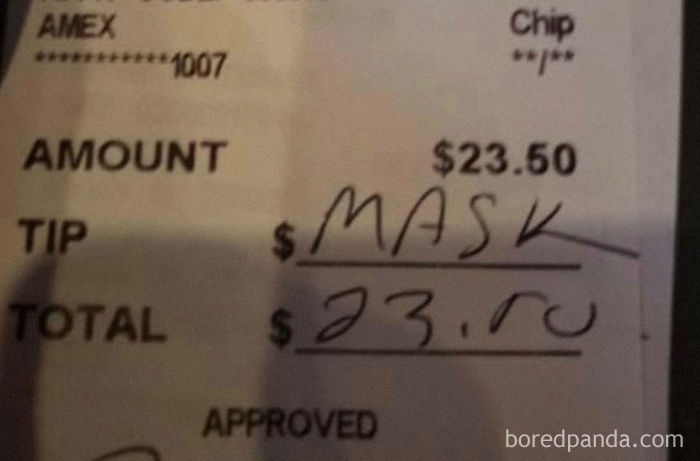 AMEX Chip
***********1007 **/**
AMOUNT $23.50
TIP $ MASK
TOTAL $ 23.50
APPROVED
boredpanda.com